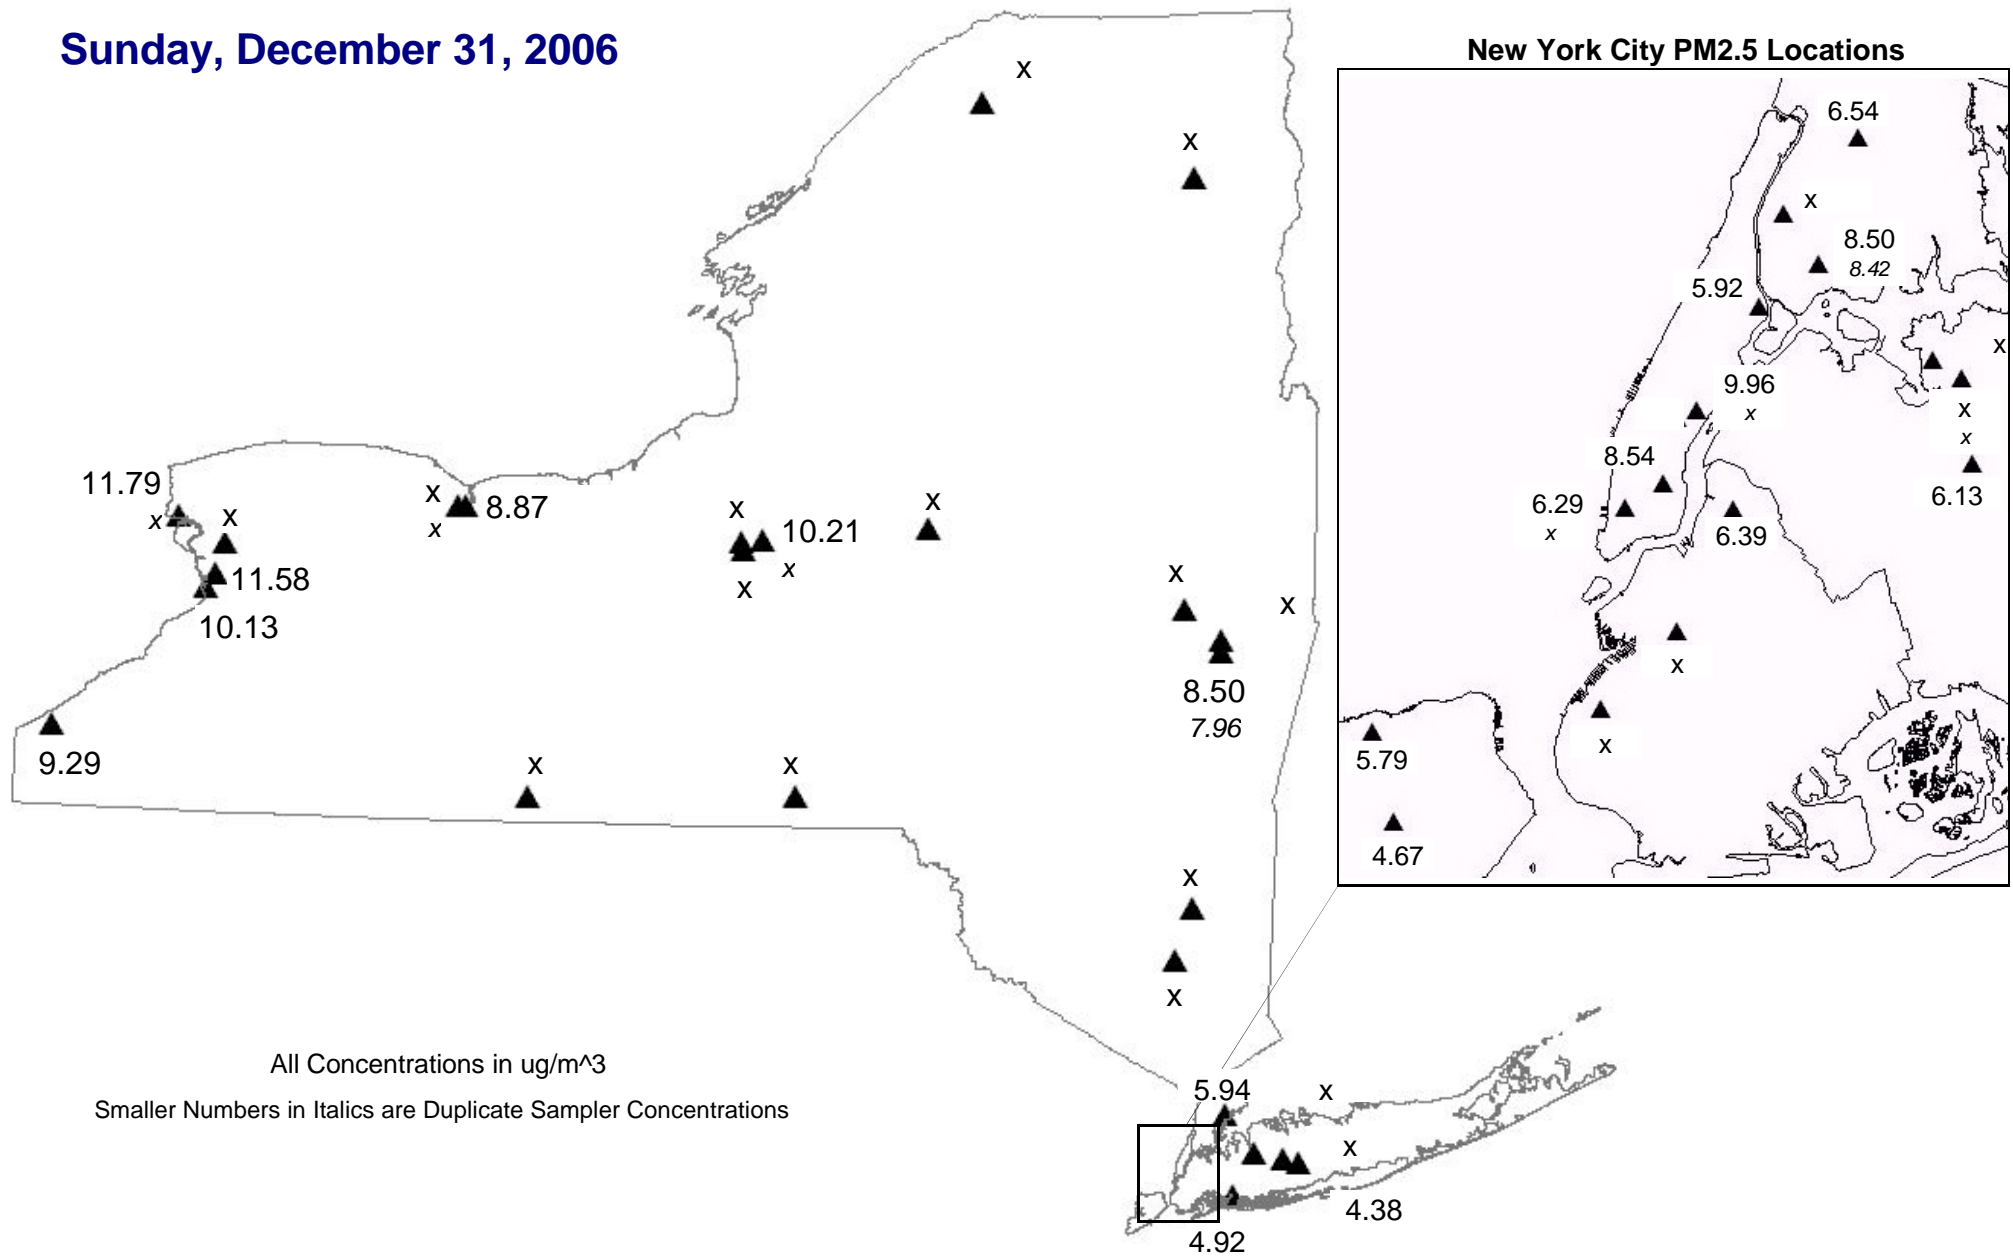 Sunday, December 31, 2006
New York City PM2.5 Locations
x
x
11.79
x
x
x
x
8.87
x
10.21
x
x
x
11.58
10.13
x
x
8.50
7.96
9.29
x
x
x
x
All Concentrations in ug/m^3
Smaller Numbers in Italics are Duplicate Sampler Concentrations
5.94
x
x
4.38
4.92
6.54
x
8.50
8.42
5.92
x
9.96
x
x
x
8.54
6.29
x
6.39
6.13
x
x
5.79
4.67